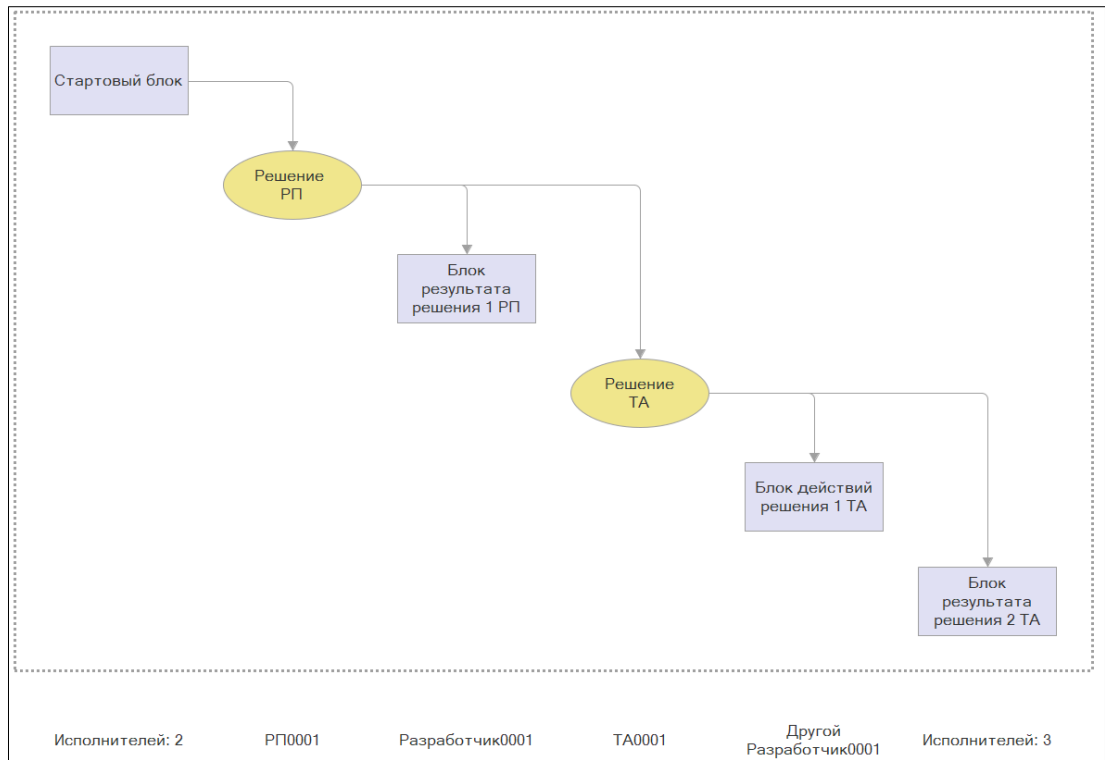 Стартовый блок
Решение
РП
Блок
результата
решения 1 РП
Решение
ТА
Блок действий
решения 1 ТА
Блок
результата
решения 2 ТА
Исполнителей: 2
РП0001
Разработчик0001
ТА0001
Другой
Разработчик0001
Исполнителей: 3